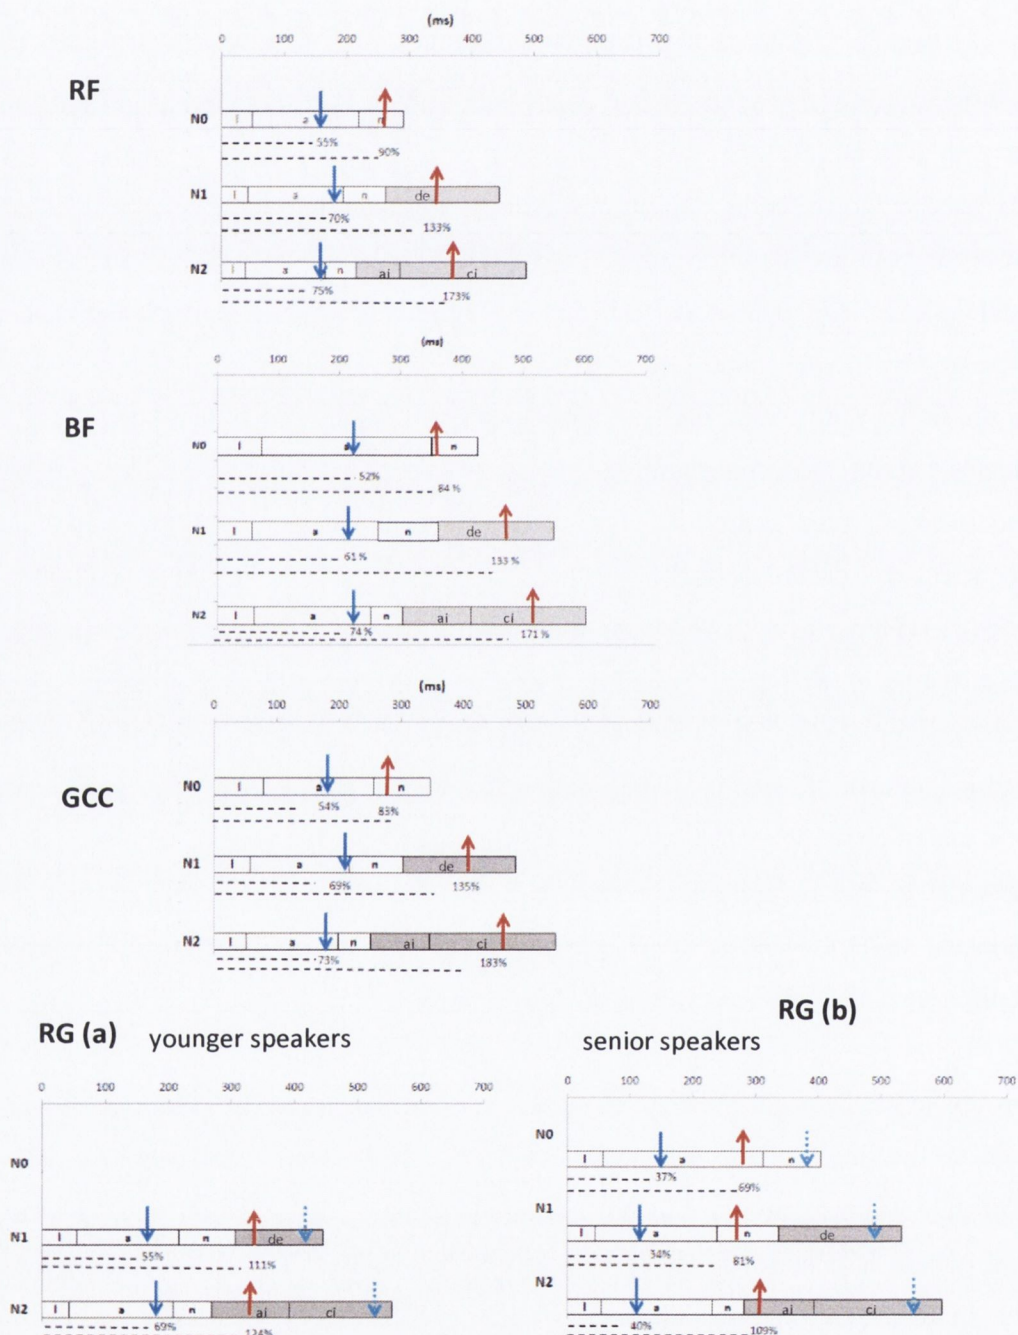 (ms)
0 100 200 300 400 500 600 700
RF
N0 l a n
55%
90%
N1 l a n de
70%
133%
N2 l a n ai ci
75% 173%
(ms)
0 100 200 300 400 500 600 700
BF
N0 l n
52%
84 %
N1 l a n de
61 % 133 %
N2 l a n ai ci
74 % 171 %
(ms)
0 100 200 300 400 500 600 700
GCC
N0 l a n
54% 83%
N1 l a n de
69% 135%
N2 l a n ai ci
73% 183%
RG (a) younger speakers
0 100 200 300 400 500 600 700
N0
N1 l a n de
55% 111%
N2 l a n ai ci
69% 124%
RG (b)
senior speakers
0 100 200 300 400 500 600 700
N0 l a n
37% 69%
N1 l a n de
34% 81%
N2 l a n ai ci
40% 109%